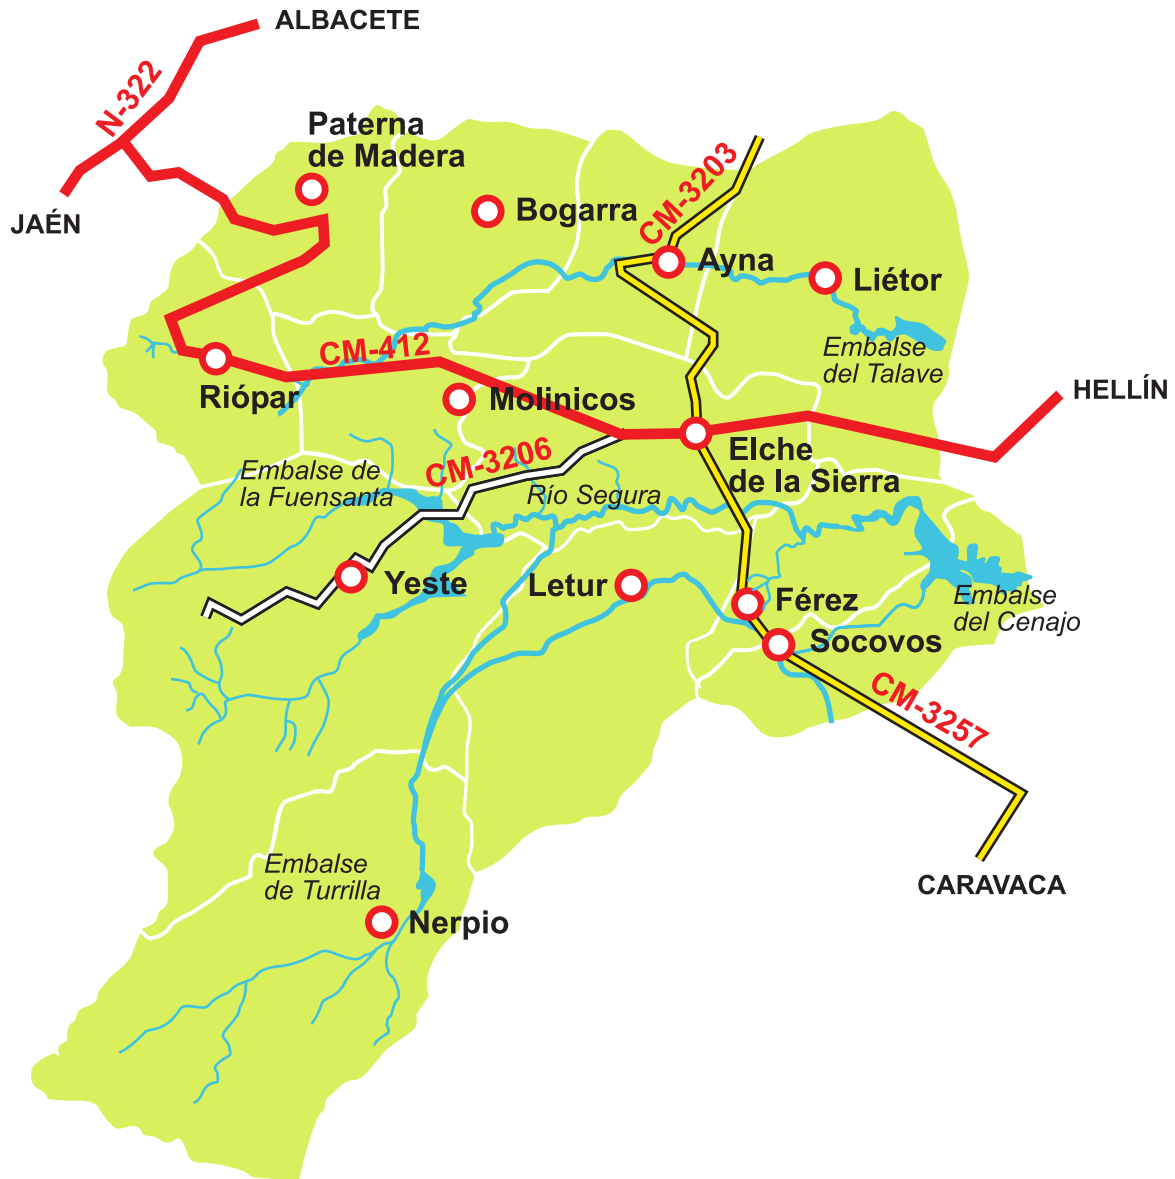 ALBACETE
N-322
Paterna
de Madera
JAÉN
Bogarra
CM-3203
Ayna
Liétor
Embalse
del Talave
CM-412
Riópar
Molinicos
HELLÍN
Elche
de la Sierra
CM-3206
Embalse de
la Fuensanta
Río Segura
Yeste
Letur
Férez
Embalse
del Cenajo
Socovos
CM-3257
Embalse
de Turrilla
CARAVACA
Nerpio